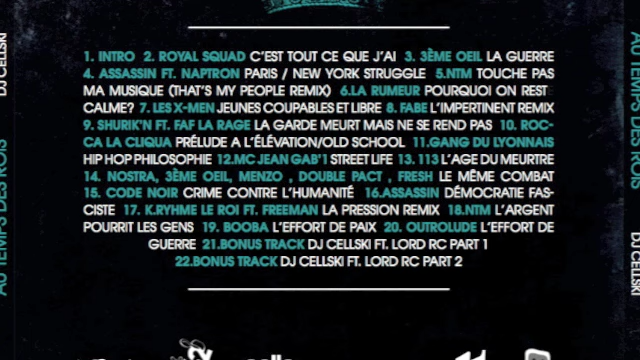 1. INTRO 2. ROYAL SQUAD C'EST TOUT CE QUE J'AI 3. 3ÈME OEIL LA GUERRE
4. ASSASSIN FT. NAPTRON PARIS / NEW YORK STRUGGLE 5.NTM TOUCHE PAS
MA MUSIQUE (THAT'S MY PEOPLE REMIX) 6.LA RUMEUR POURQUOI ON REST
CALME? 7. LES X-MEN JEUNES COUPABLES ET LIBRE 8. FABE L'IMPERTINENT REMIX
9. SHURIK'N FT. FAF LA RAGE LA GARDE MEURT MAIS NE SE REND PAS 10. ROC-
CA LA CLIQUA PRÉLUDE A L'ÉLÉVATION/OLD SCHOOL 11.GANG DU LYONNAIS
HIP HOP PHILOSOPHIE 12.MC JEAN GAB'1 STREET LIFE 13. 113 L'AGE DU MEURTRE
14. NOSTRA, 3ÈME OEIL, MENZO , DOUBLE PACT , FRESH LE MÊME COMBAT
15. CODE NOIR CRIME CONTRE L'HUMANITÉ 16.ASSASSIN DÉMOCRATIE FAS-
CISTE 17. K.RYHME LE ROI FT. FREEMAN LA PRESSION REMIX 18.NTM L'ARGENT
POURRIT LES GENS 19. BOOBA L'EFFORT DE PAIX 20. OUTROLUDE L'EFFORT DE
GUERRE 21.BONUS TRACK DJ CELLSKI FT. LORD RC PART 1
22.BONUS TRACK DJ CELLSKI FT. LORD RC PART 2
AU TEMPS DES ROIS
DJ CELLSKI
AU TEMPS DES ROIS
DJ CELLSKI